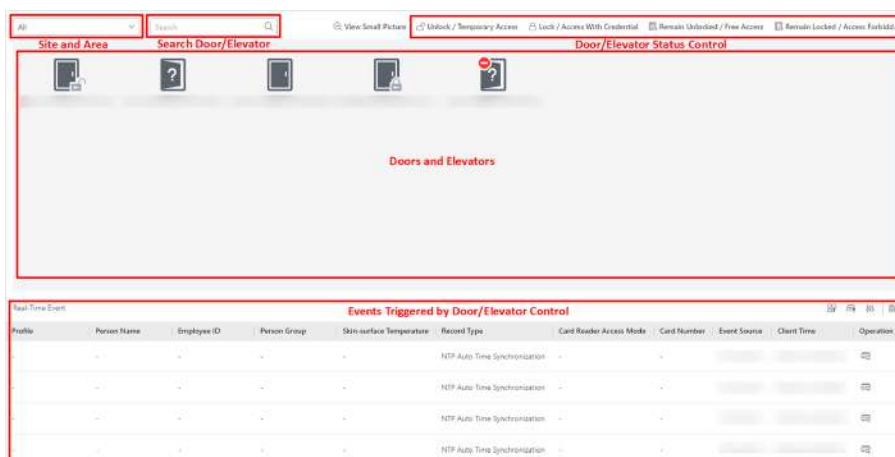 All Search View Small Picture Unlock / Temporary Access Lock / Access With Credential Remain Unlocked / Free Access Remain Locked / Access
Site and Area Search Door/Elevator Door/Elevator Status Control
? ?
Doors and Elevators
Real-Time Event Events Triggered by Door/Elevator Control
Profile Person Name Employee ID Person Group Skin-surface Temperature Record Type Card Reader Access Mode Card Number Event Source Client Time Operation
- - - - - NTP Auto Time Synchronization - -
- - - - - NTP Auto Time Synchronization - -
- - - - - NTP Auto Time Synchronization - -
- - - - - NTP Auto Time Synchronization - -